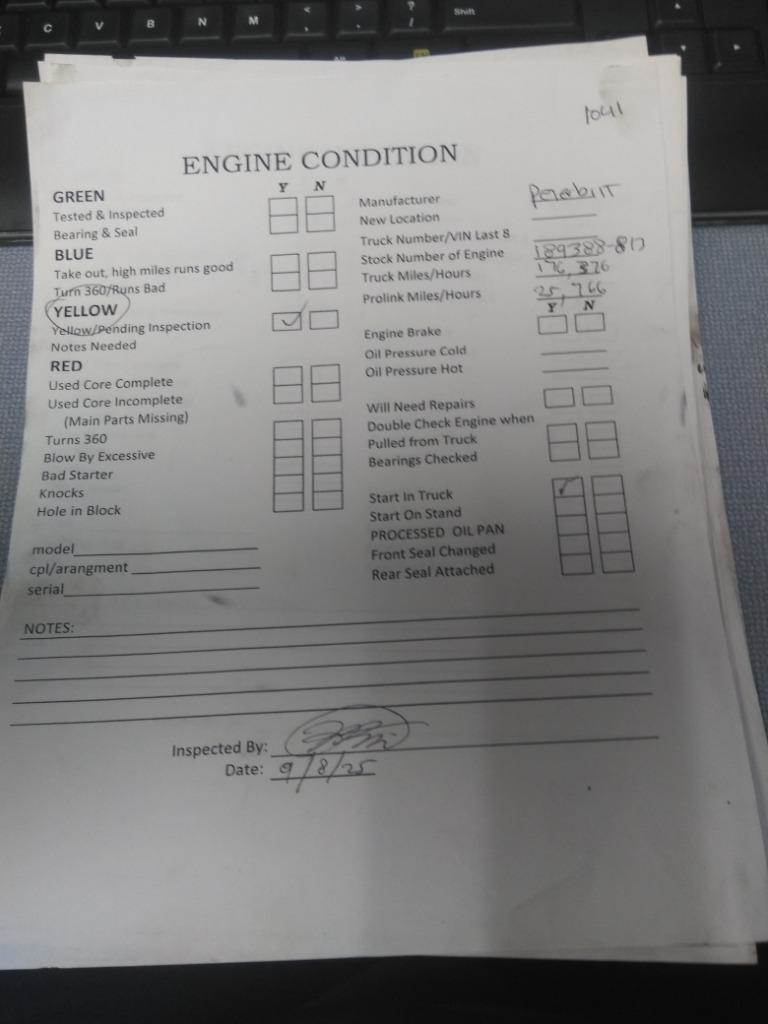 C V B N M < , > . ? / Shift
1041
ENGINE CONDITION
Y N
GREEN
Tested & Inspected
Bearing & Seal
BLUE
Take out, high miles runs good
Turn 360/Runs Bad
YELLOW
Yellow/Pending Inspection ✓
Notes Needed
RED
Used Core Complete
Used Core Incomplete
(Main Parts Missing)
Turns 360
Blow By Excessive
Bad Starter
Knocks
Hole in Block
model
cpl/arangment
serial
Manufacturer
New Location
Truck Number/VIN Last 8
Stock Number of Engine 189388-817
Truck Miles/Hours 176,376
Prolink Miles/Hours 25,766
Y N
Engine Brake
Oil Pressure Cold
Oil Pressure Hot
Will Need Repairs
Double Check Engine when
Pulled from Truck
Bearings Checked
Start In Truck ✓
Start On Stand
PROCESSED OIL PAN
Front Seal Changed
Rear Seal Attached
NOTES:
Inspected By:
Date: 9/8/25